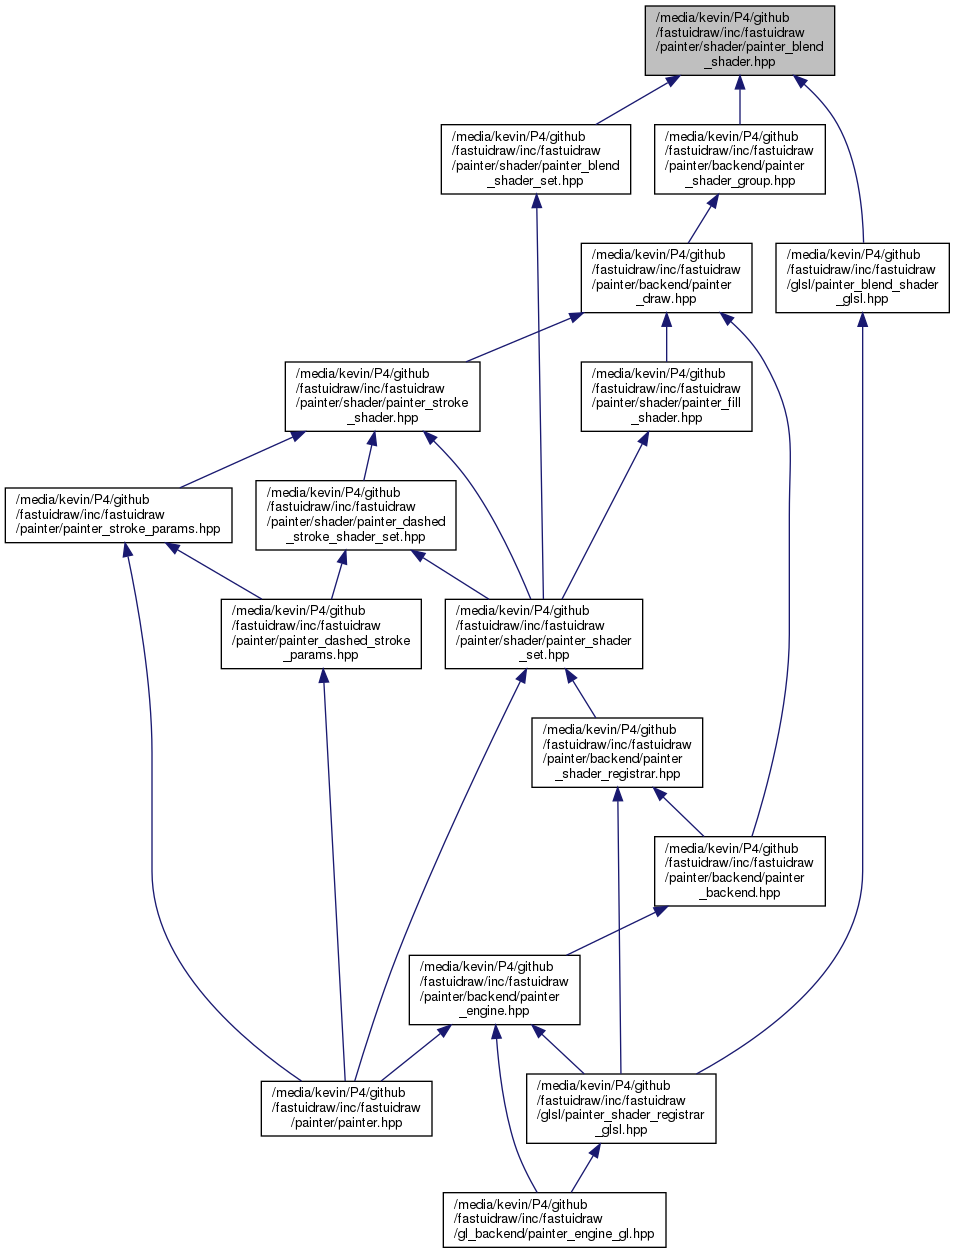 /media/kevin/P4/github
/fastuidraw/inc/fastuidraw
/painter/shader/painter_blend
_shader.hpp
/media/kevin/P4/github
/fastuidraw/inc/fastuidraw
/painter/shader/painter_blend
_shader_set.hpp
/media/kevin/P4/github
/fastuidraw/inc/fastuidraw
/painter/backend/painter
_shader_group.hpp
/media/kevin/P4/github
/fastuidraw/inc/fastuidraw
/painter/backend/painter
_draw.hpp
/media/kevin/P4/github
/fastuidraw/inc/fastuidraw
/glsl/painter_blend_shader
_glsl.hpp
/media/kevin/P4/github
/fastuidraw/inc/fastuidraw
/painter/shader/painter_stroke
_shader.hpp
/media/kevin/P4/github
/fastuidraw/inc/fastuidraw
/painter/shader/painter_fill
_shader.hpp
/media/kevin/P4/github
/fastuidraw/inc/fastuidraw
/painter/painter_stroke_params.hpp
/media/kevin/P4/github
/fastuidraw/inc/fastuidraw
/painter/shader/painter_dashed
_stroke_shader_set.hpp
/media/kevin/P4/github
/fastuidraw/inc/fastuidraw
/painter/painter_dashed_stroke
_params.hpp
/media/kevin/P4/github
/fastuidraw/inc/fastuidraw
/painter/shader/painter_shader
_set.hpp
/media/kevin/P4/github
/fastuidraw/inc/fastuidraw
/painter/backend/painter
_shader_registrar.hpp
/media/kevin/P4/github
/fastuidraw/inc/fastuidraw
/painter/backend/painter
_backend.hpp
/media/kevin/P4/github
/fastuidraw/inc/fastuidraw
/painter/backend/painter
_engine.hpp
/media/kevin/P4/github
/fastuidraw/inc/fastuidraw
/painter/painter.hpp
/media/kevin/P4/github
/fastuidraw/inc/fastuidraw
/glsl/painter_shader_registrar
_glsl.hpp
/media/kevin/P4/github
/fastuidraw/inc/fastuidraw
/gl_backend/painter_engine_gl.hpp